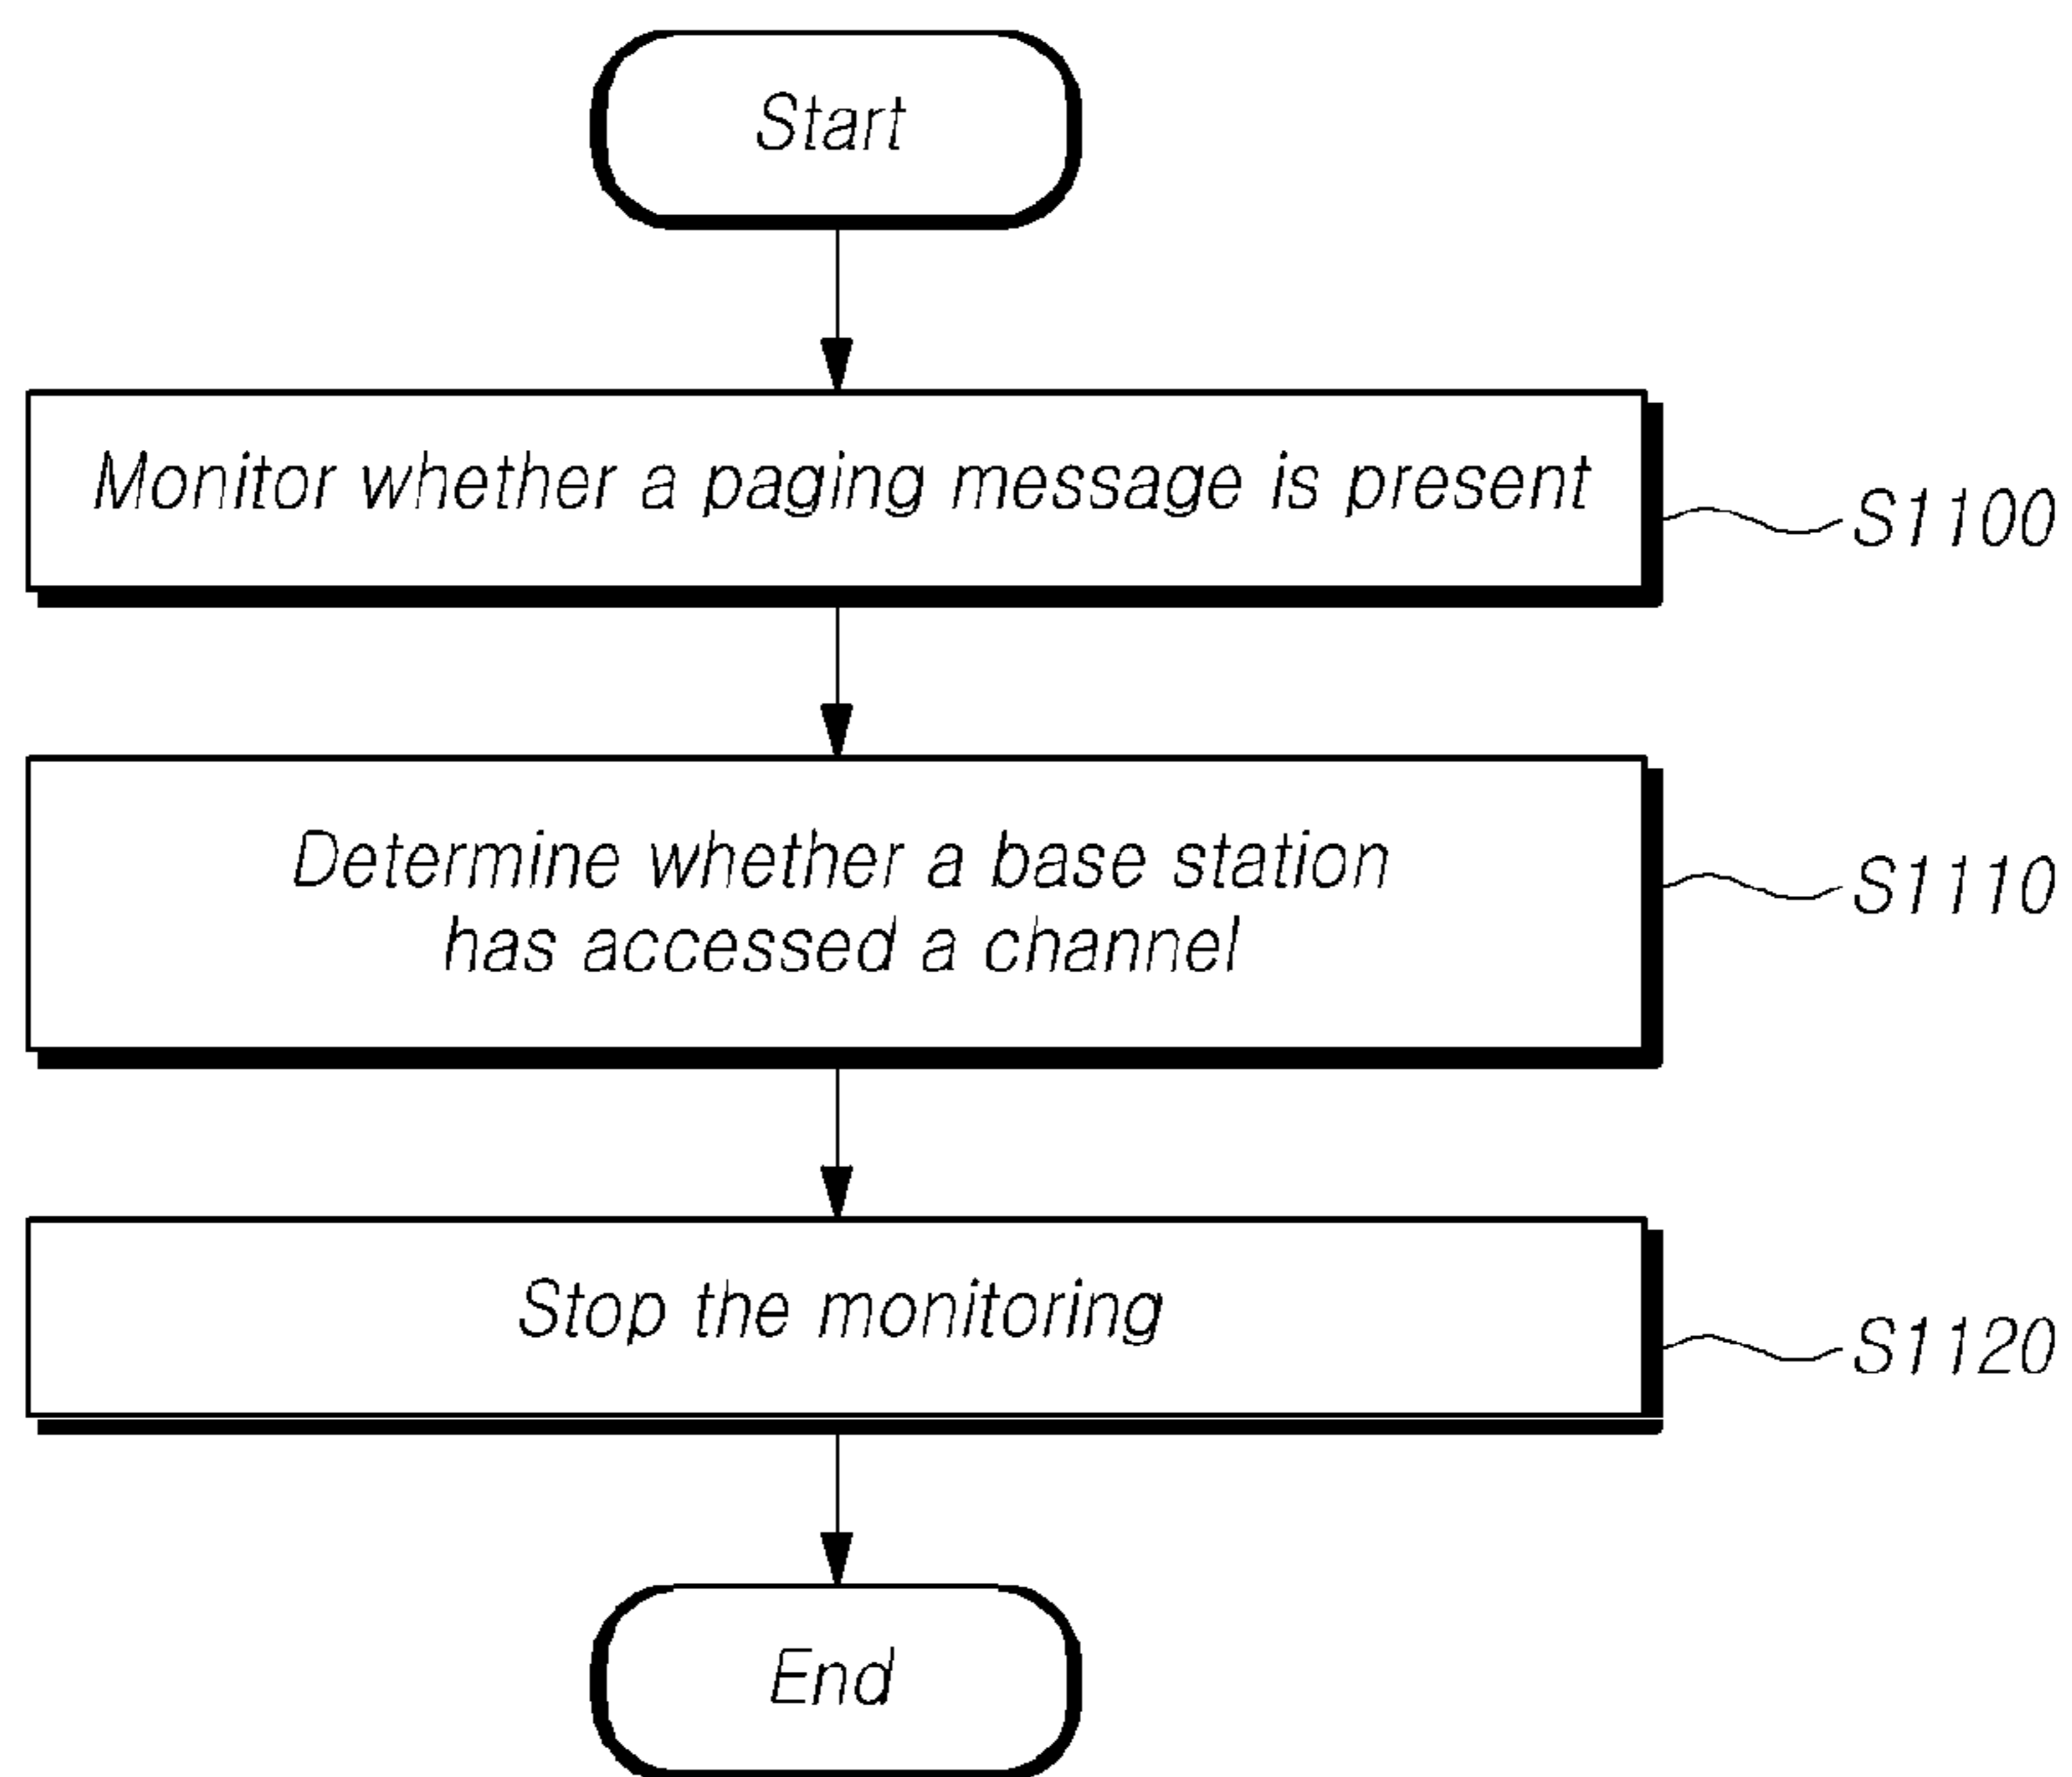 Start
Monitor whether a paging message is present
S1100
Determine whether a base station
has accessed a channel
S1110
Stop the monitoring
S1120
End